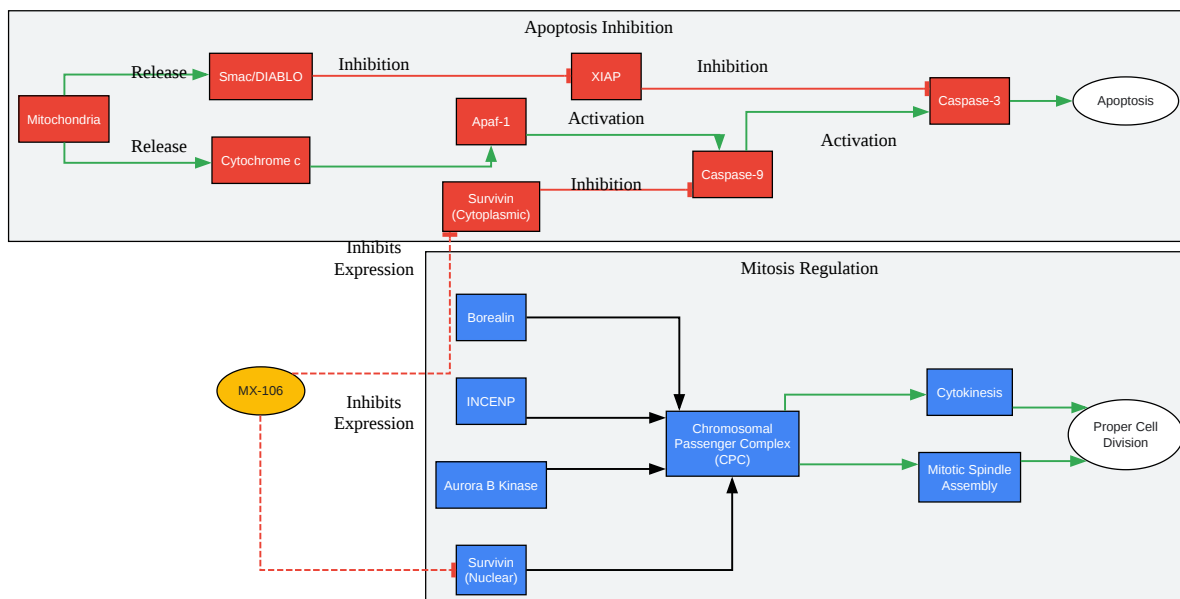 Apoptosis Inhibition
Release
Smac/DIABLO
Inhibition
XIAP
Inhibition
Mitochondria
Caspase-3
Apoptosis
Apaf-1
Activation
Activation
Release
Cytochrome c
Caspase-9
Inhibition
Survivin
(Cytoplasmic)
Inhibits
Expression
Mitosis Regulation
Borealin
MX-106
Inhibits
Expression
INCENP
Cytokinesis
Chromosomal
Passenger Complex
(CPC)
Proper Cell
Division
Aurora B Kinase
Mitotic Spindle
Assembly
Survivin
(Nuclear)